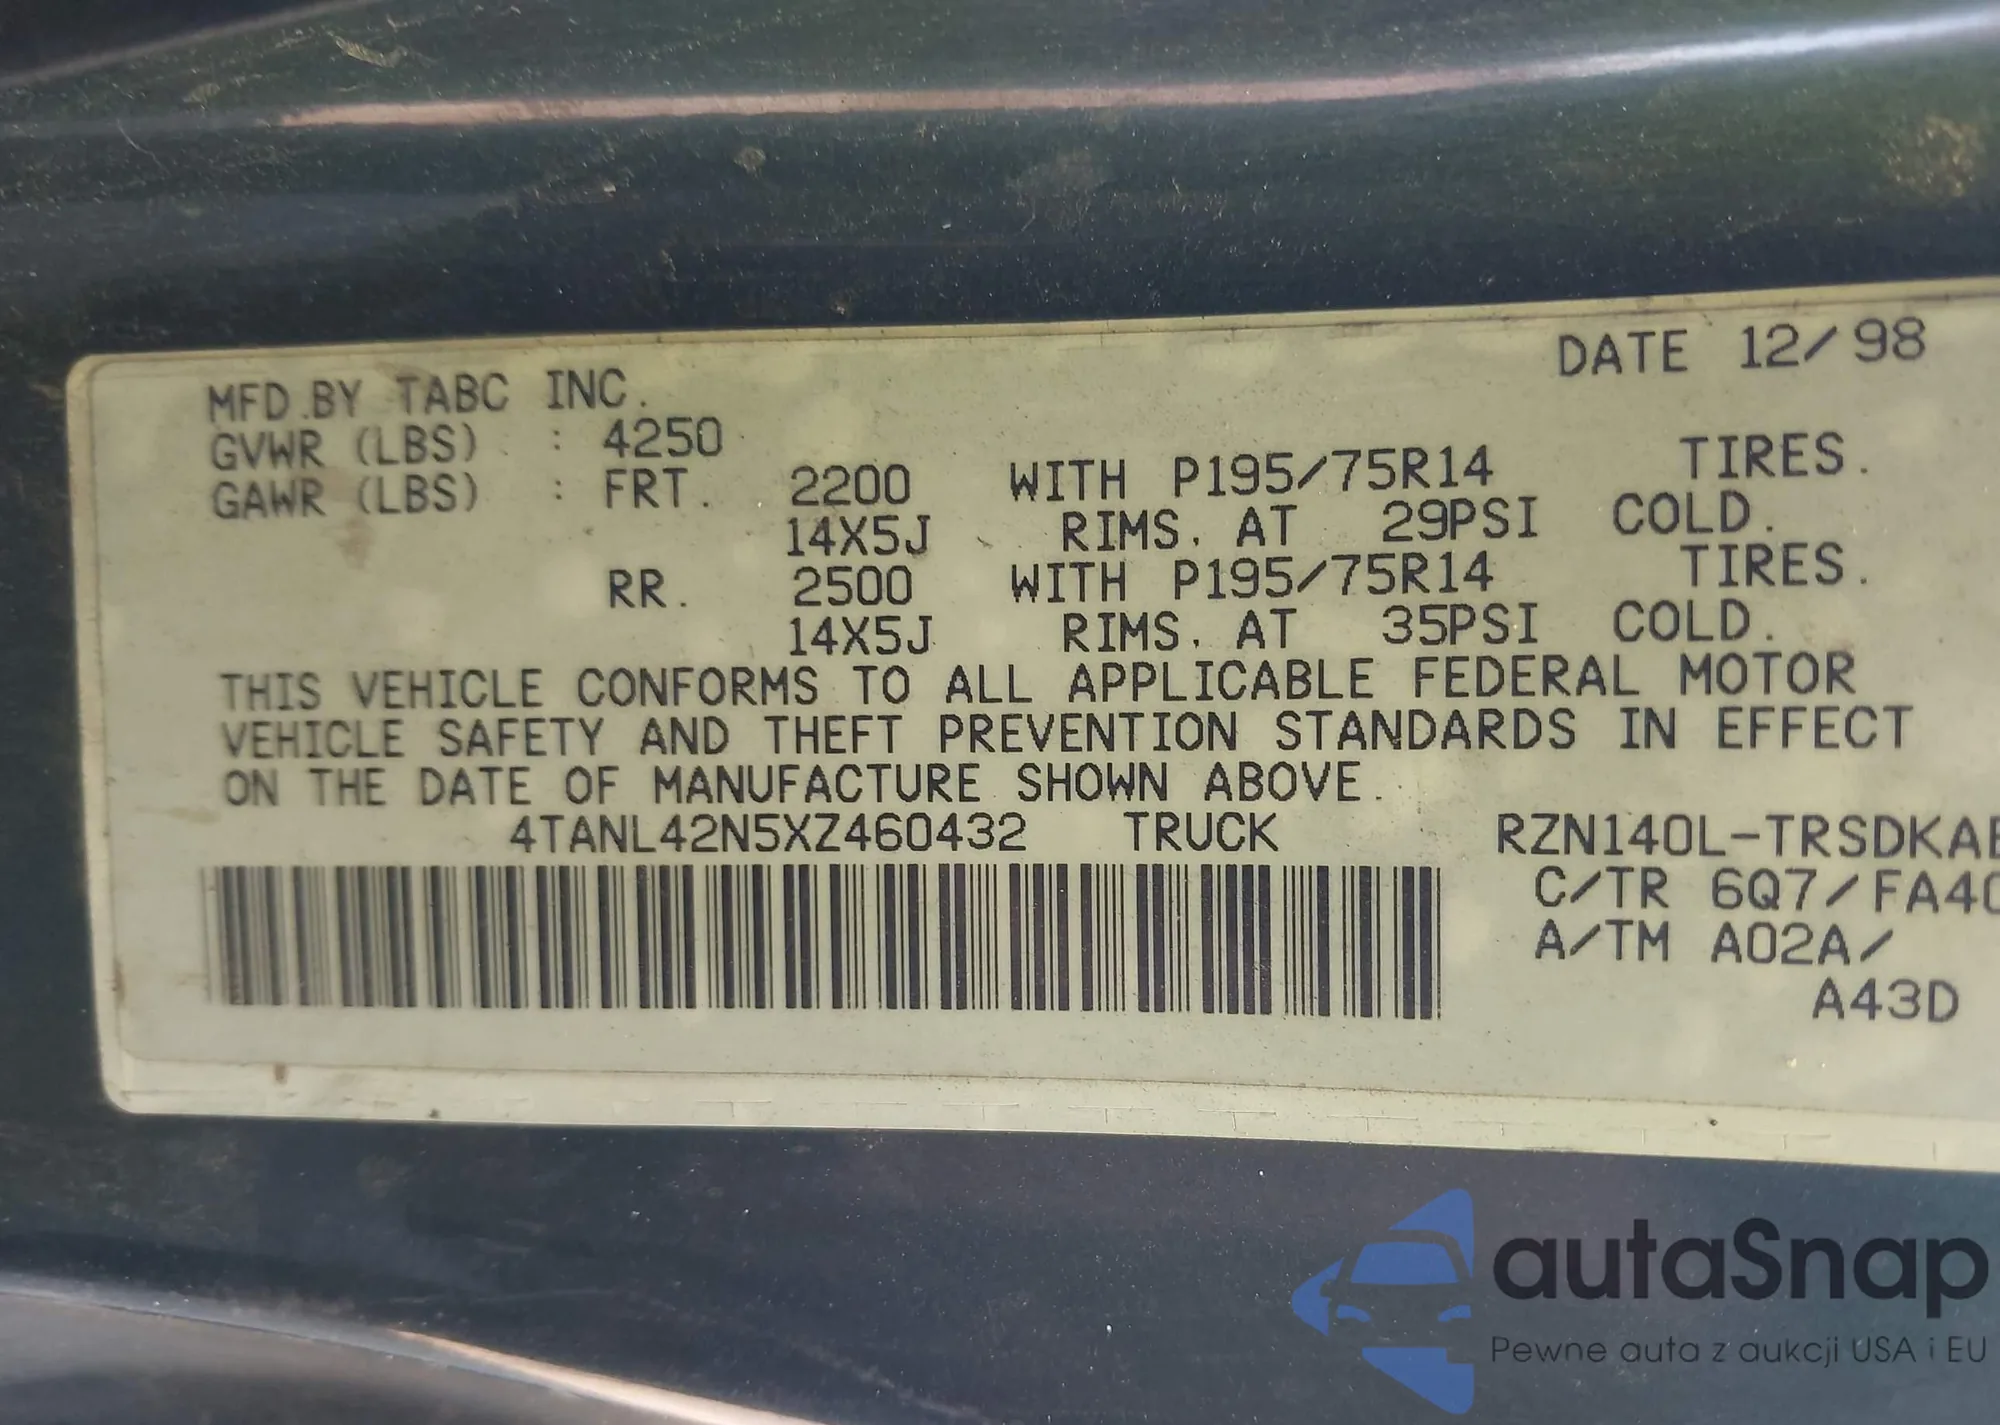 DATE 12/98
MFD.BY TABC INC.
GVWR (LBS) : 4250
GAWR (LBS) : FRT. 2200 WITH P195/75R14 TIRES.
14X5J RIMS. AT 29PSI COLD.
RR. 2500 WITH P195/75R14 TIRES.
14X5J RIMS. AT 35PSI COLD.
THIS VEHICLE CONFORMS TO ALL APPLICABLE FEDERAL MOTOR
VEHICLE SAFETY AND THEFT PREVENTION STANDARDS IN EFFECT
ON THE DATE OF MANUFACTURE SHOWN ABOVE.
4TANL42N5XZ460432 TRUCK RZN140L-TRSDKAB
C/TR 6Q7/FA40
A/TM A02A/
A43D
autaSnap
Pewne auta z aukcji USA i EU